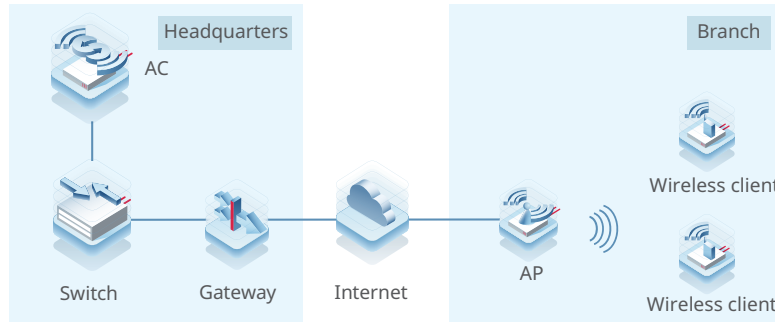 Headquarters
Branch
AC
Wireless client
AP
Switch
Gateway
Internet
Wireless client